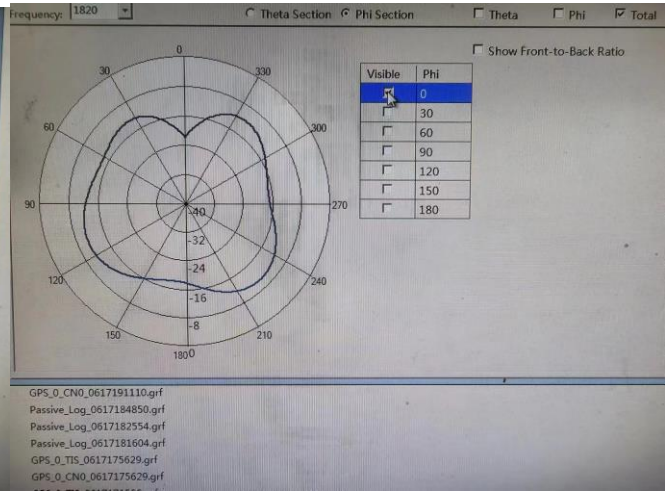 Frequency: 1820 Theta Section Phi Section Theta Phi Total
Show Front-to-Back Ratio
0
30 330
60 300
90 270
120 240
150 210
180
-40
-32
-24
-16
-8
0
Visible Phi
0
30
60
90
120
150
180
GPS_0_CN0_0617191110.grf
Passive_Log_0617184850.grf
Passive_Log_0617182554.grf
Passive_Log_0617181604.grf
GPS_0_TIS_0617175629.grf
GPS_0_CN0_0617175629.grf